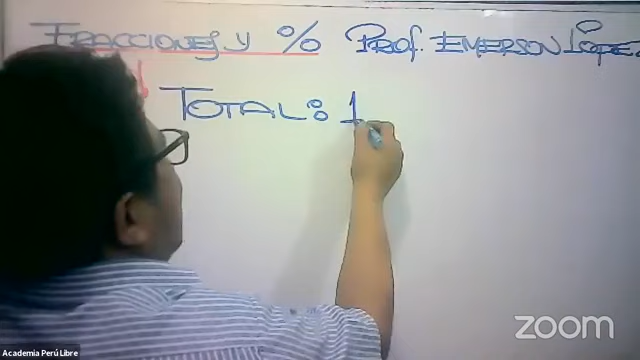 FRACCIONES Y % PROF. EMERSON LÓPEZ
TOTAL: 1
zoom
Academia Perú Libre